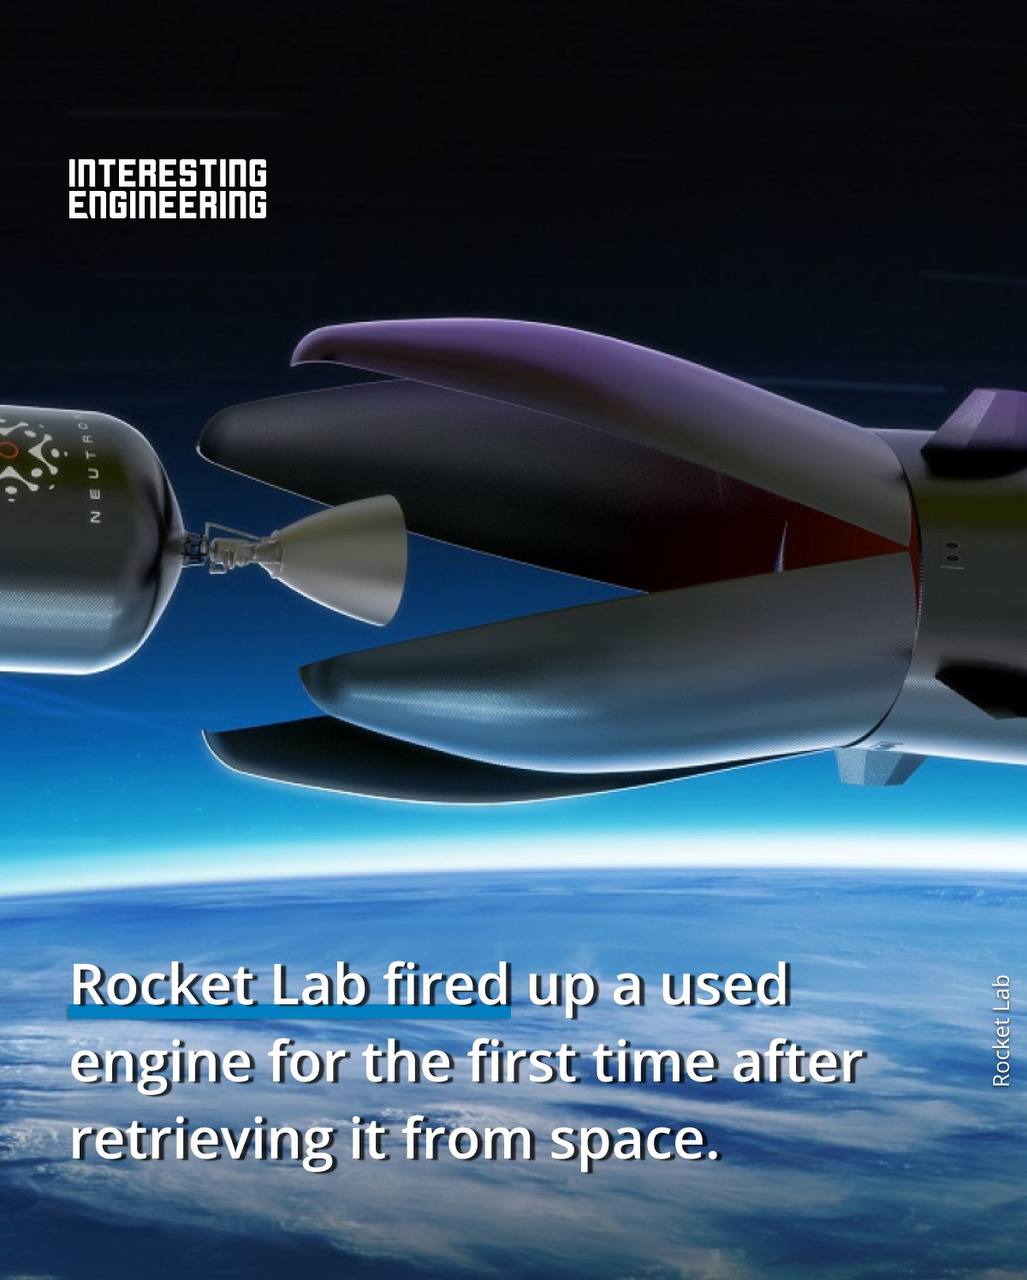 INTERESTING
ENGINEERING
NEUTRON
Rocket Lab fired up a used
engine for the first time after
retrieving it from space.
Rocket Lab